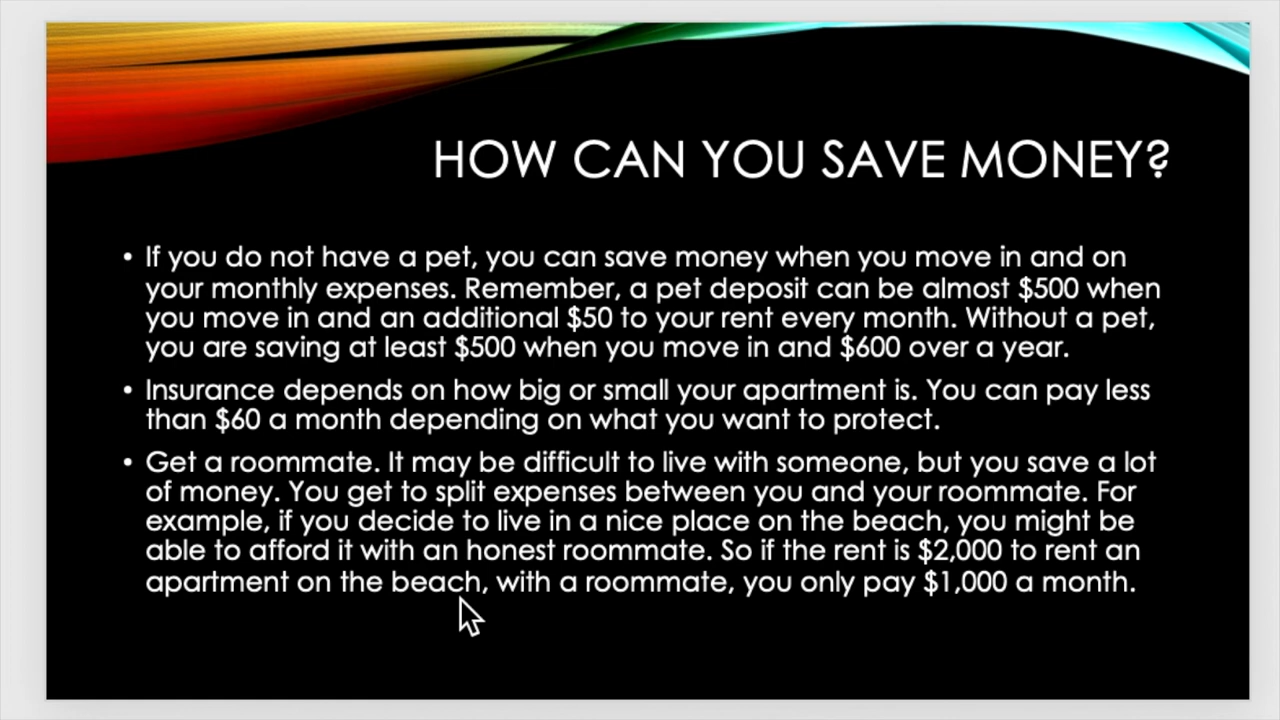 HOW CAN YOU SAVE MONEY?
• If you do not have a pet, you can save money when you move in and on
your monthly expenses. Remember, a pet deposit can be almost $500 when
you move in and an additional $50 to your rent every month. Without a pet,
you are saving at least $500 when you move in and $600 over a year.
• Insurance depends on how big or small your apartment is. You can pay less
than $60 a month depending on what you want to protect.
• Get a roommate. It may be difficult to live with someone, but you save a lot
of money. You get to split expenses between you and your roommate. For
example, if you decide to live in a nice place on the beach, you might be
able to afford it with an honest roommate. So if the rent is $2,000 to rent an
apartment on the beach, with a roommate, you only pay $1,000 a month.